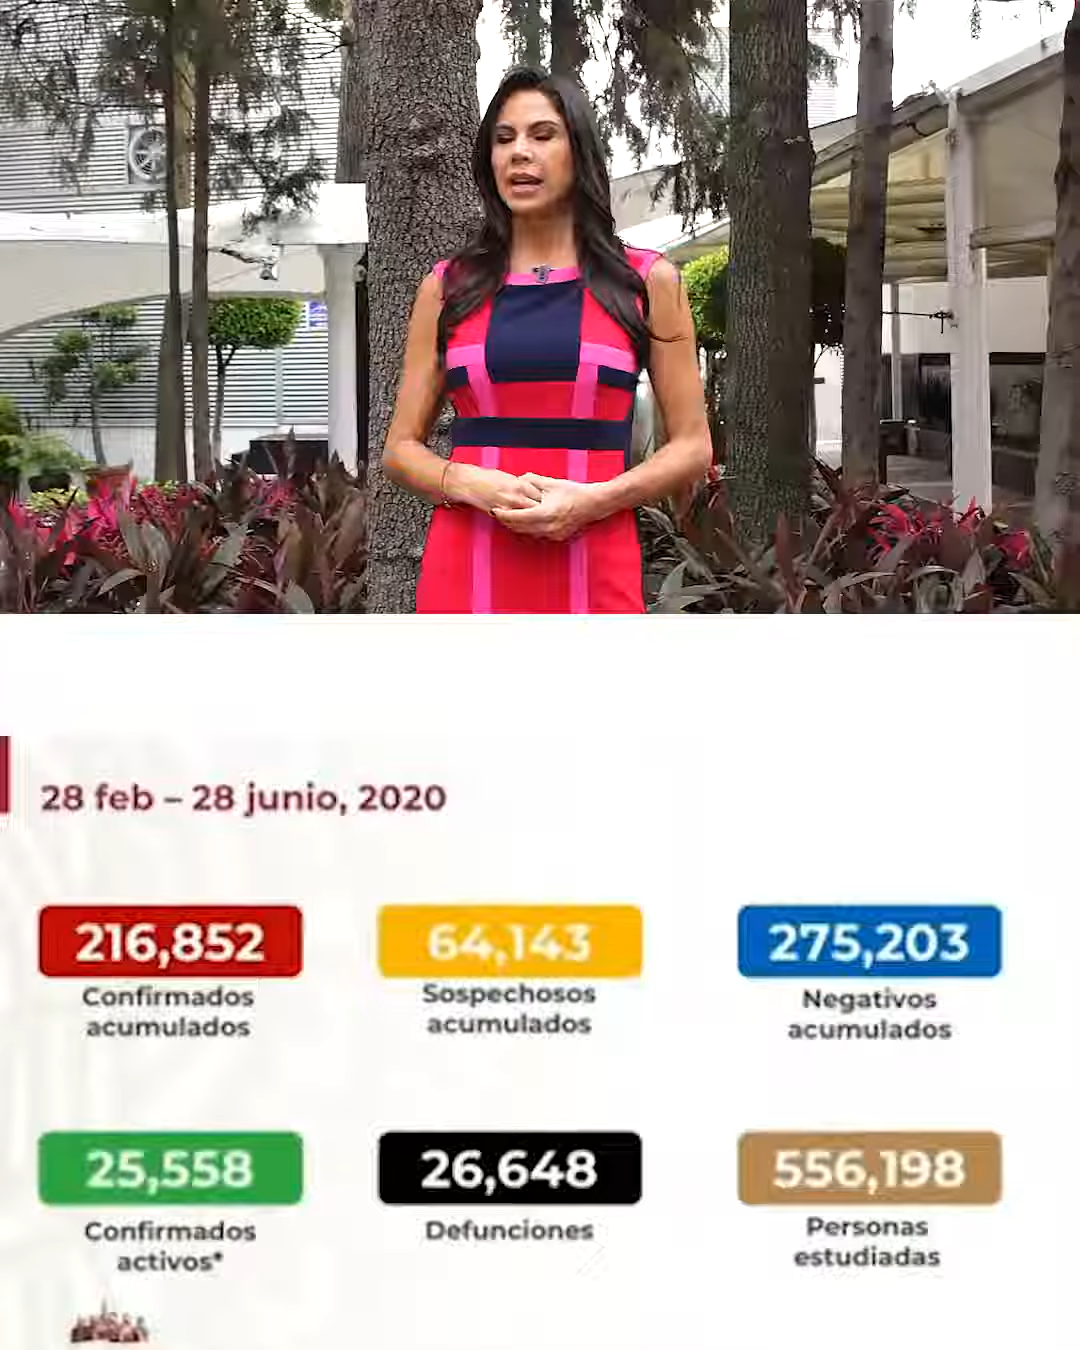 28 feb – 28 junio, 2020
216,852
Confirmados
acumulados
64,143
Sospechosos
acumulados
275,203
Negativos
acumulados
25,558
Confirmados
activos*
26,648
Defunciones
556,198
Personas
estudiadas